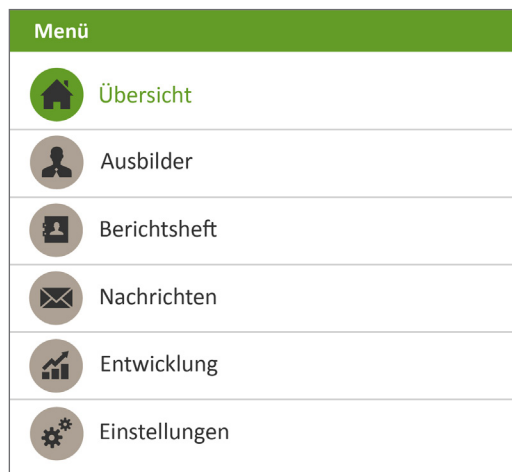 Menü
Übersicht
Ausbilder
Berichtsheft
Nachrichten
Entwicklung
Einstellungen